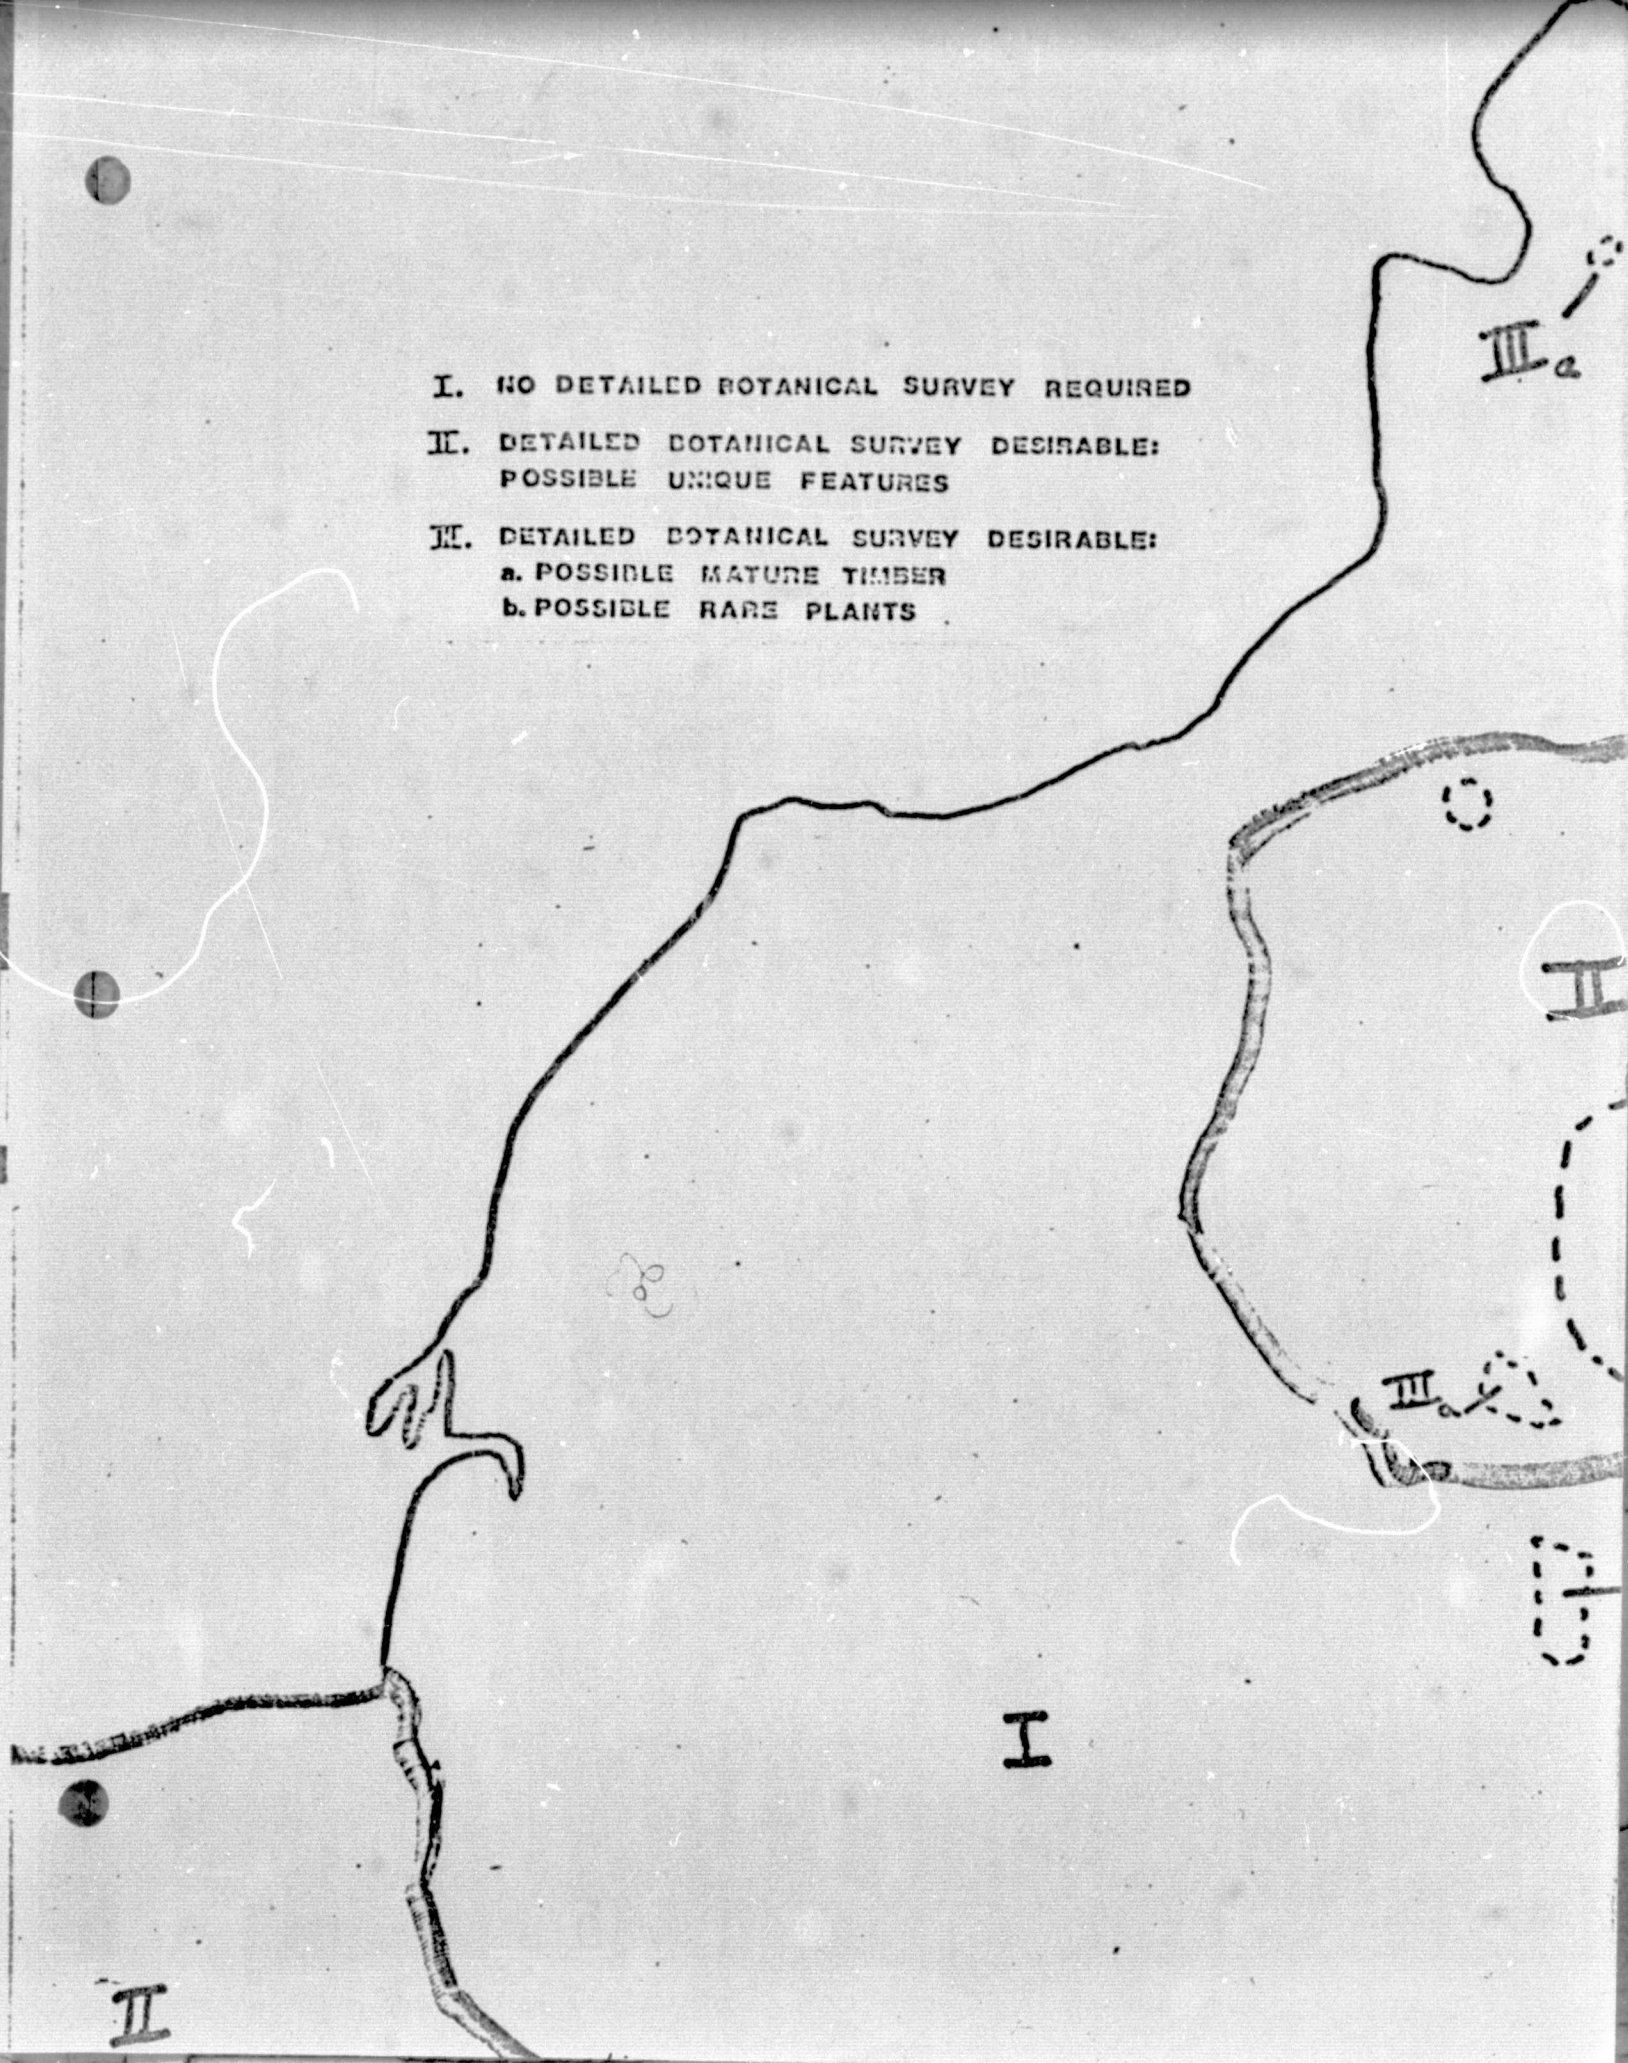 I. NO DETAILED BOTANICAL SURVEY REQUIRED
II. DETAILED BOTANICAL SURVEY DESIRABLE:
POSSIBLE UNIQUE FEATURES
III. DETAILED BOTANICAL SURVEY DESIRABLE:
a. POSSIBLE MATURE TIMBER
b. POSSIBLE RARE PLANTS
IIIa
II
IIIa
I
II